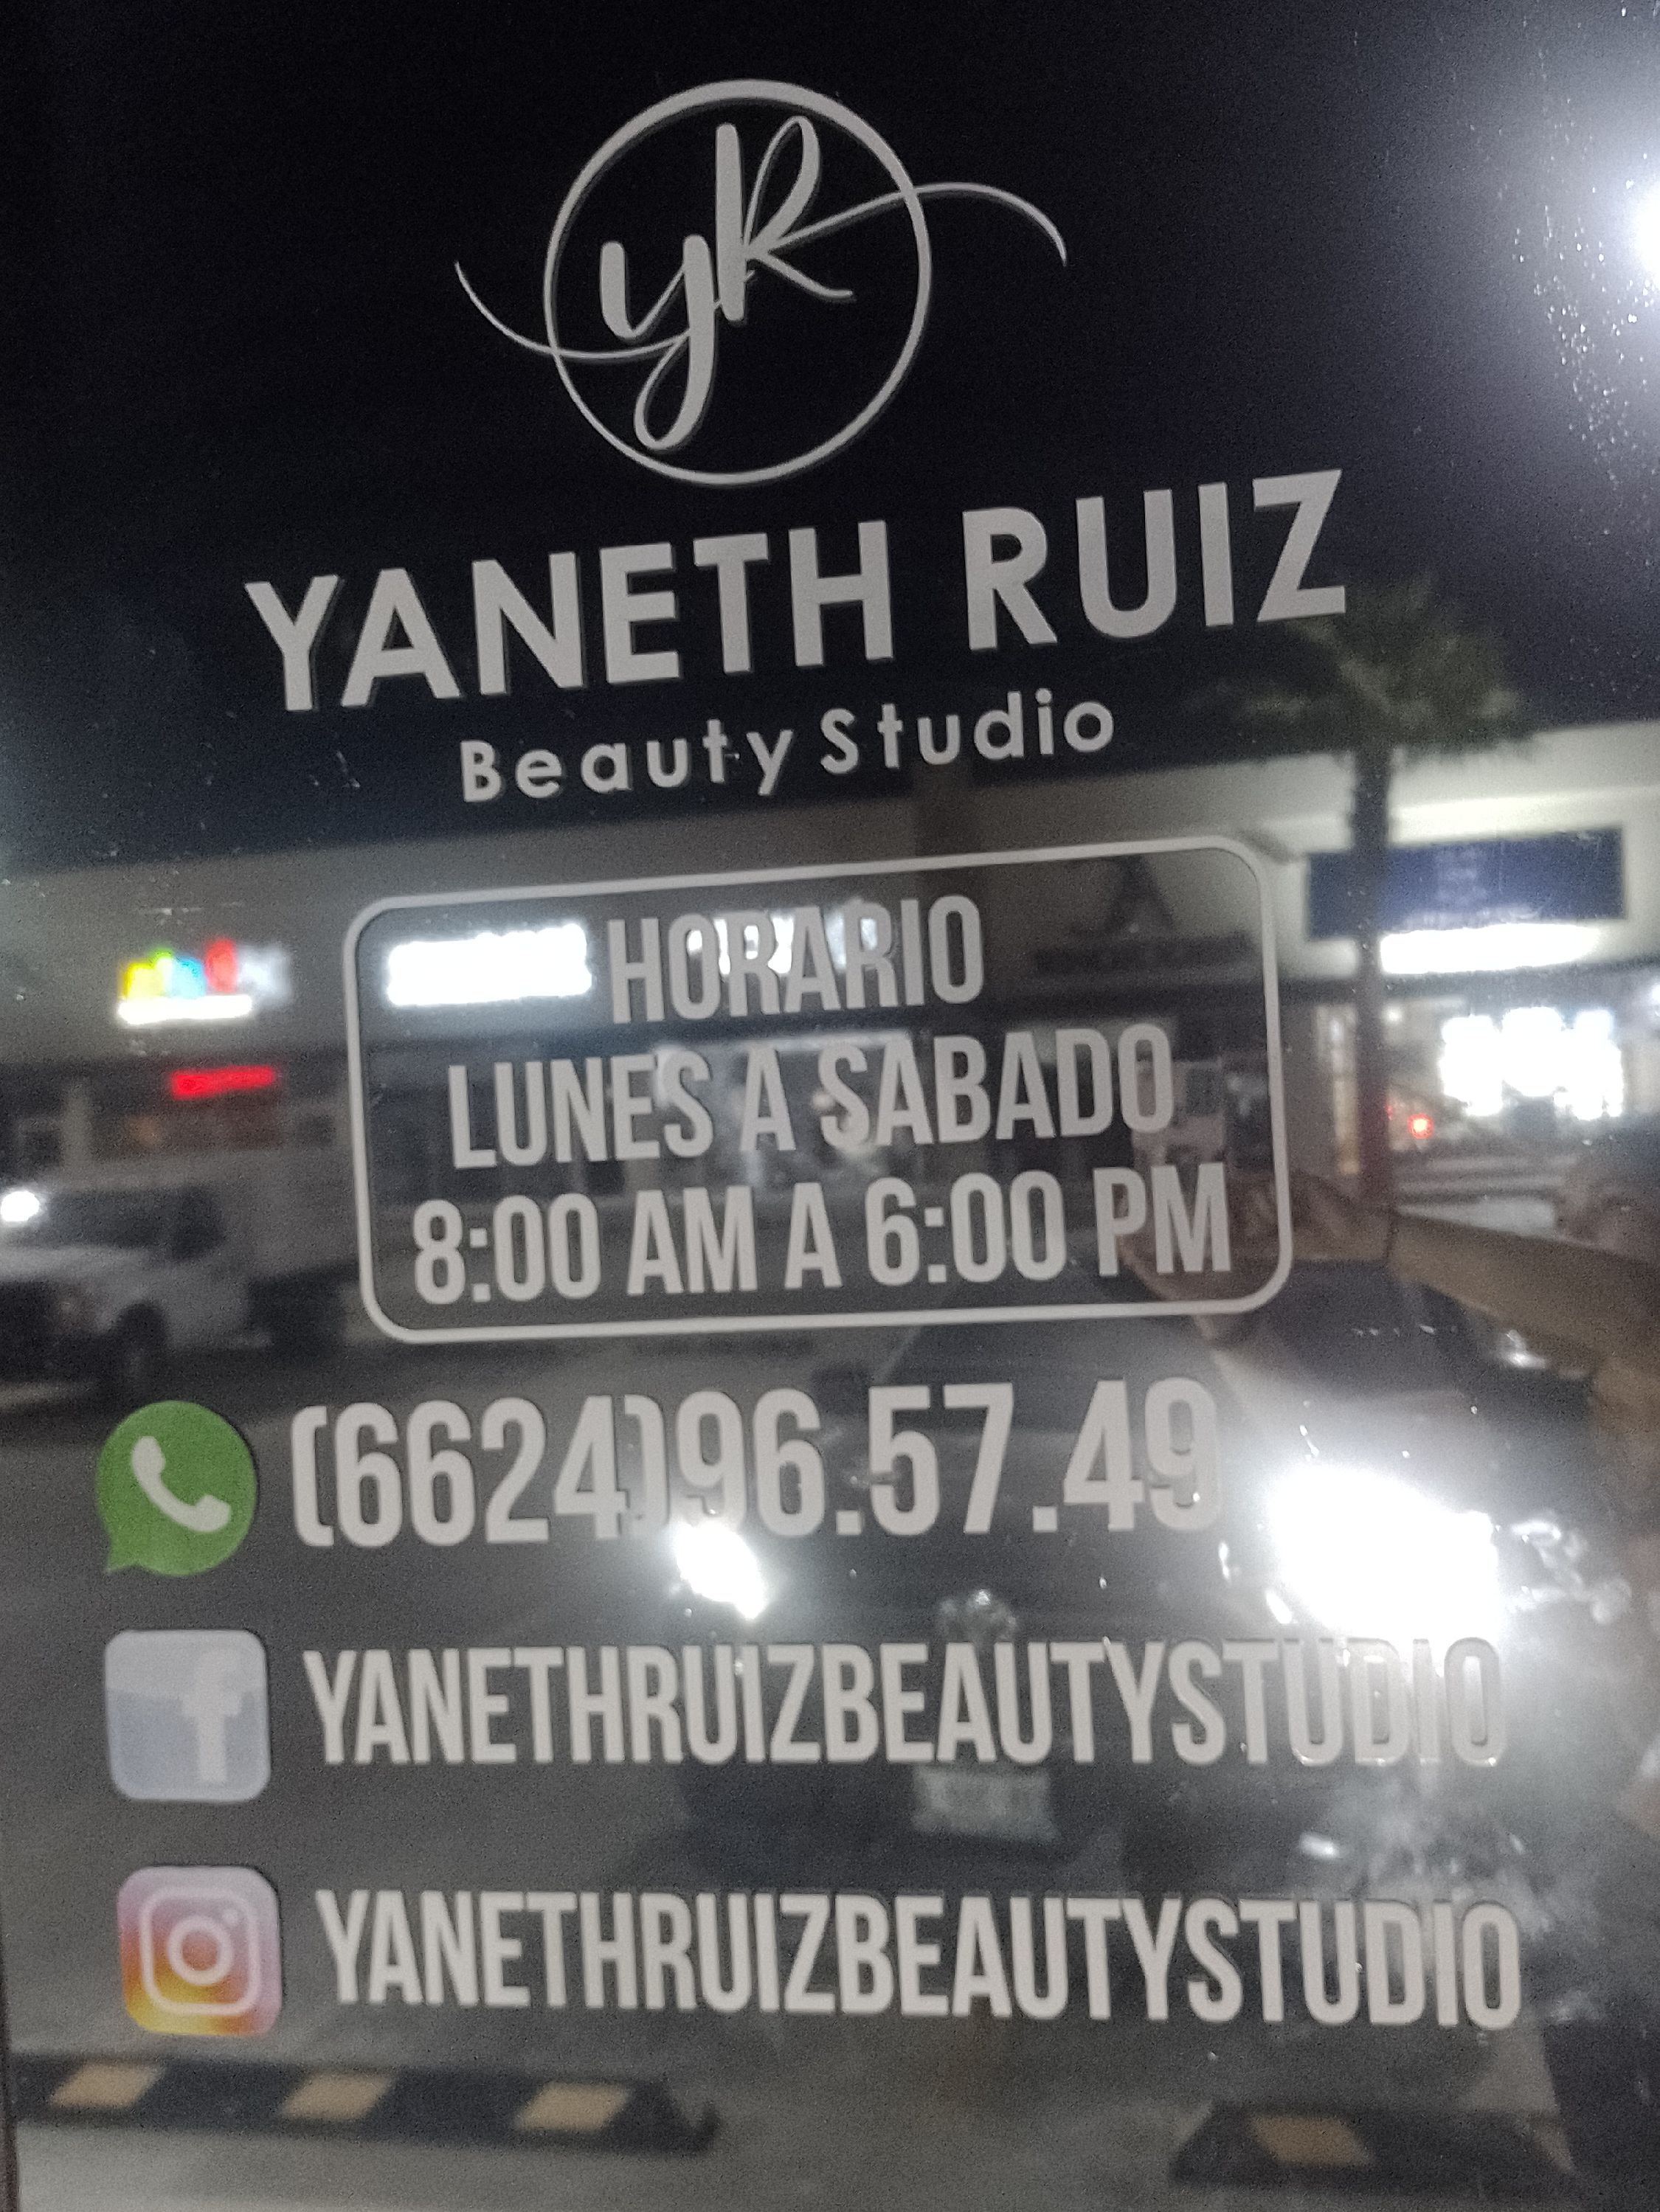 yR
YANETH RUIZ
Beauty Studio
HORARIO
LUNES A SABADO
8:00 AM A 6:00 PM
(6624)96.57.49
f
YANETHRUIZBEAUTYSTUDIO
YANETHRUIZBEAUTYSTUDIO